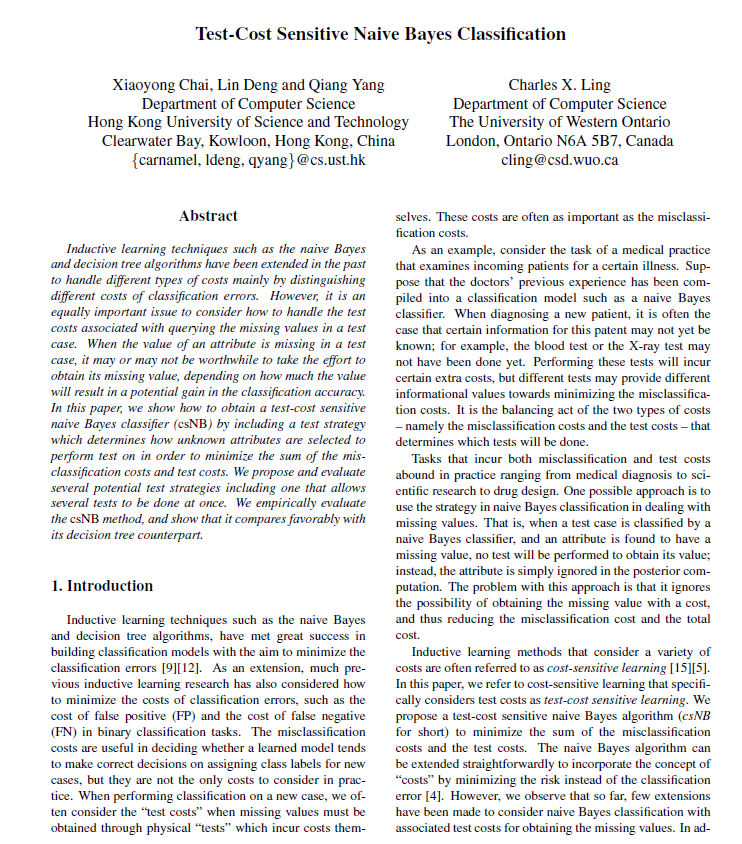 Test-Cost Sensitive Naive Bayes Classification
Xiaoyong Chai, Lin Deng and Qiang Yang
Department of Computer Science
Hong Kong University of Science and Technology
Clearwater Bay, Kowloon, Hong Kong, China
{carnamel, ldeng, qyang}@cs.ust.hk
Charles X. Ling
Department of Computer Science
The University of Western Ontario
London, Ontario N6A 5B7, Canada
cling@csd.wuo.ca
Abstract
Inductive learning techniques such as the naive Bayes
and decision tree algorithms have been extended in the past
to handle different types of costs mainly by distinguishing
different costs of classification errors. However, it is an
equally important issue to consider how to handle the test
costs associated with querying the missing values in a test
case. When the value of an attribute is missing in a test
case, it may or may not be worthwhile to take the effort to
obtain its missing value, depending on how much the value
will result in a potential gain in the classification accuracy.
In this paper, we show how to obtain a test-cost sensitive
naive Bayes classifier (csNB) by including a test strategy
which determines how unknown attributes are selected to
perform test on in order to minimize the sum of the mis-
classification costs and test costs. We propose and evaluate
several potential test strategies including one that allows
several tests to be done at once. We empirically evaluate
the csNB method, and show that it compares favorably with
its decision tree counterpart.
1. Introduction
Inductive learning techniques such as the naive Bayes
and decision tree algorithms, have met great success in
building classification models with the aim to minimize the
classification errors [9][12]. As an extension, much pre-
vious inductive learning research has also considered how
to minimize the costs of classification errors, such as the
cost of false positive (FP) and the cost of false negative
(FN) in binary classification tasks. The misclassification
costs are useful in deciding whether a learned model tends
to make correct decisions on assigning class labels for new
cases, but they are not the only costs to consider in prac-
tice. When performing classification on a new case, we of-
ten consider the “test costs” when missing values must be
obtained through physical “tests” which incur costs them-
selves. These costs are often as important as the misclassi-
fication costs.
As an example, consider the task of a medical practice
that examines incoming patients for a certain illness. Sup-
pose that the doctors’ previous experience has been com-
piled into a classification model such as a naive Bayes
classifier. When diagnosing a new patient, it is often the
case that certain information for this patent may not yet be
known; for example, the blood test or the X-ray test may
not have been done yet. Performing these tests will incur
certain extra costs, but different tests may provide different
informational values towards minimizing the misclassifica-
tion costs. It is the balancing act of the two types of costs
– namely the misclassification costs and the test costs – that
determines which tests will be done.
Tasks that incur both misclassification and test costs
abound in practice ranging from medical diagnosis to sci-
entific research to drug design. One possible approach is to
use the strategy in naive Bayes classification in dealing with
missing values. That is, when a test case is classified by a
naive Bayes classifier, and an attribute is found to have a
missing value, no test will be performed to obtain its value;
instead, the attribute is simply ignored in the posterior com-
putation. The problem with this approach is that it ignores
the possibility of obtaining the missing value with a cost,
and thus reducing the misclassification cost and the total
cost.
Inductive learning methods that consider a variety of
costs are often referred to as cost-sensitive learning [15][5].
In this paper, we refer to cost-sensitive learning that specifi-
cally considers test costs as test-cost sensitive learning. We
propose a test-cost sensitive naive Bayes algorithm (csNB
for short) to minimize the sum of the misclassification
costs and the test costs. The naive Bayes algorithm can
be extended straightforwardly to incorporate the concept of
“costs” by minimizing the risk instead of the classification
error [4]. However, we observe that so far, few extensions
have been made to consider naive Bayes classification with
associated test costs for obtaining the missing values. In ad-